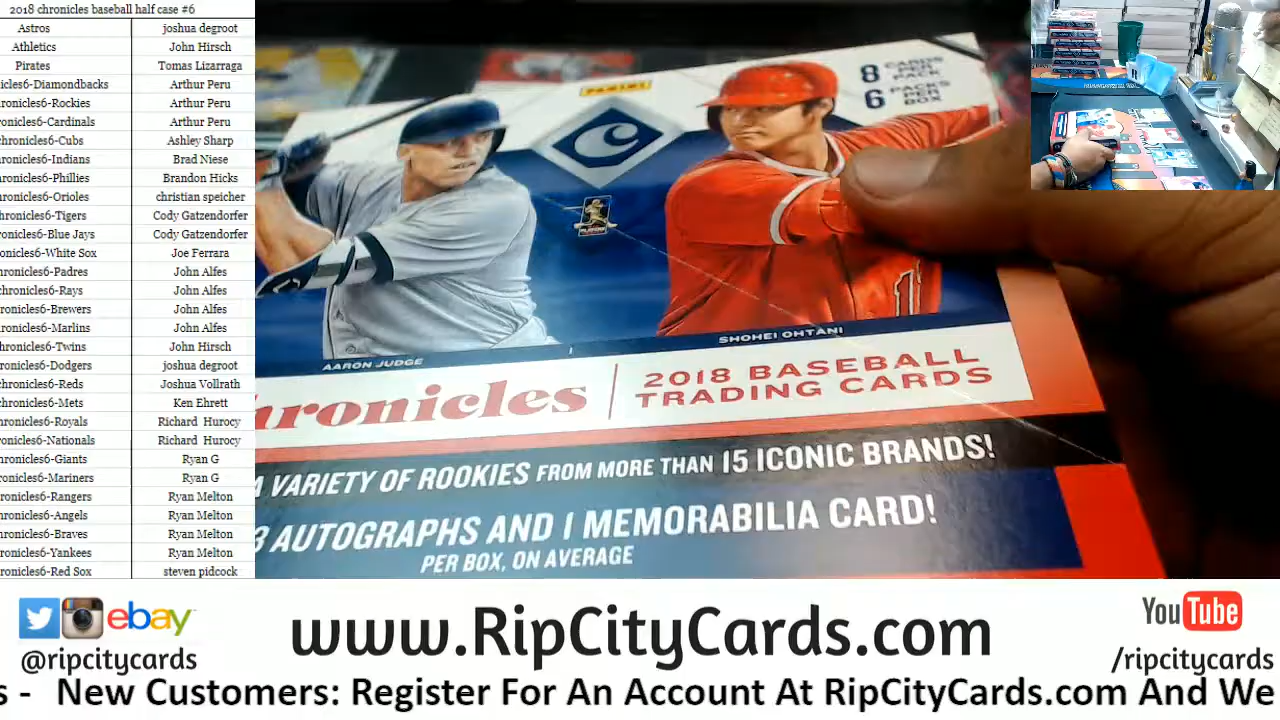 2018 chronicles baseball half case #6
Astros joshua degroot
Athletics John Hirsch
Pirates Tomas Lizarraga
icles6-Diamondbacks Arthur Peru
ronicles6-Rockies Arthur Peru
onicles6-Cardinals Arthur Peru
hronicles6-Cubs Ashley Sharp
ronicles6-Indians Brad Niese
ronicles6-Phillies Brandon Hicks
ronicles6-Orioles christian speicher
hronicles6-Tigers Cody Gatzendorfer
onicles6-Blue Jays Cody Gatzendorfer
onicles6-White Sox Joe Ferrara
hronicles6-Padres John Alfes
hronicles6-Rays John Alfes
ronicles6-Brewers John Alfes
ronicles6-Marlins John Alfes
hronicles6-Twins John Hirsch
ronicles6-Dodgers joshua degroot
hronicles6-Reds Joshua Vollrath
hronicles6-Mets Ken Ehrett
hronicles6-Royals Richard Hurocy
onicles6-Nationals Richard Hurocy
hronicles6-Giants Ryan G
onicles6-Mariners Ryan G
ronicles6-Rangers Ryan Melton
hronicles6-Angels Ryan Melton
hronicles6-Braves Ryan Melton
ronicles6-Yankees Ryan Melton
ronicles6-Red Sox steven pidcock
PANINI
C
8 CARDS PER PACK
6 PACKS PER BOX
AARON JUDGE
SHOHEI OHTANI
hronicles
2018 BASEBALL
TRADING CARDS
A VARIETY OF ROOKIES FROM MORE THAN 15 ICONIC BRANDS!
3 AUTOGRAPHS AND 1 MEMORABILIA CARD!
PER BOX, ON AVERAGE
ebay
@ripcitycards
www.RipCityCards.com
YouTube
/ripcitycards
s - New Customers: Register For An Account At RipCityCards.com And We